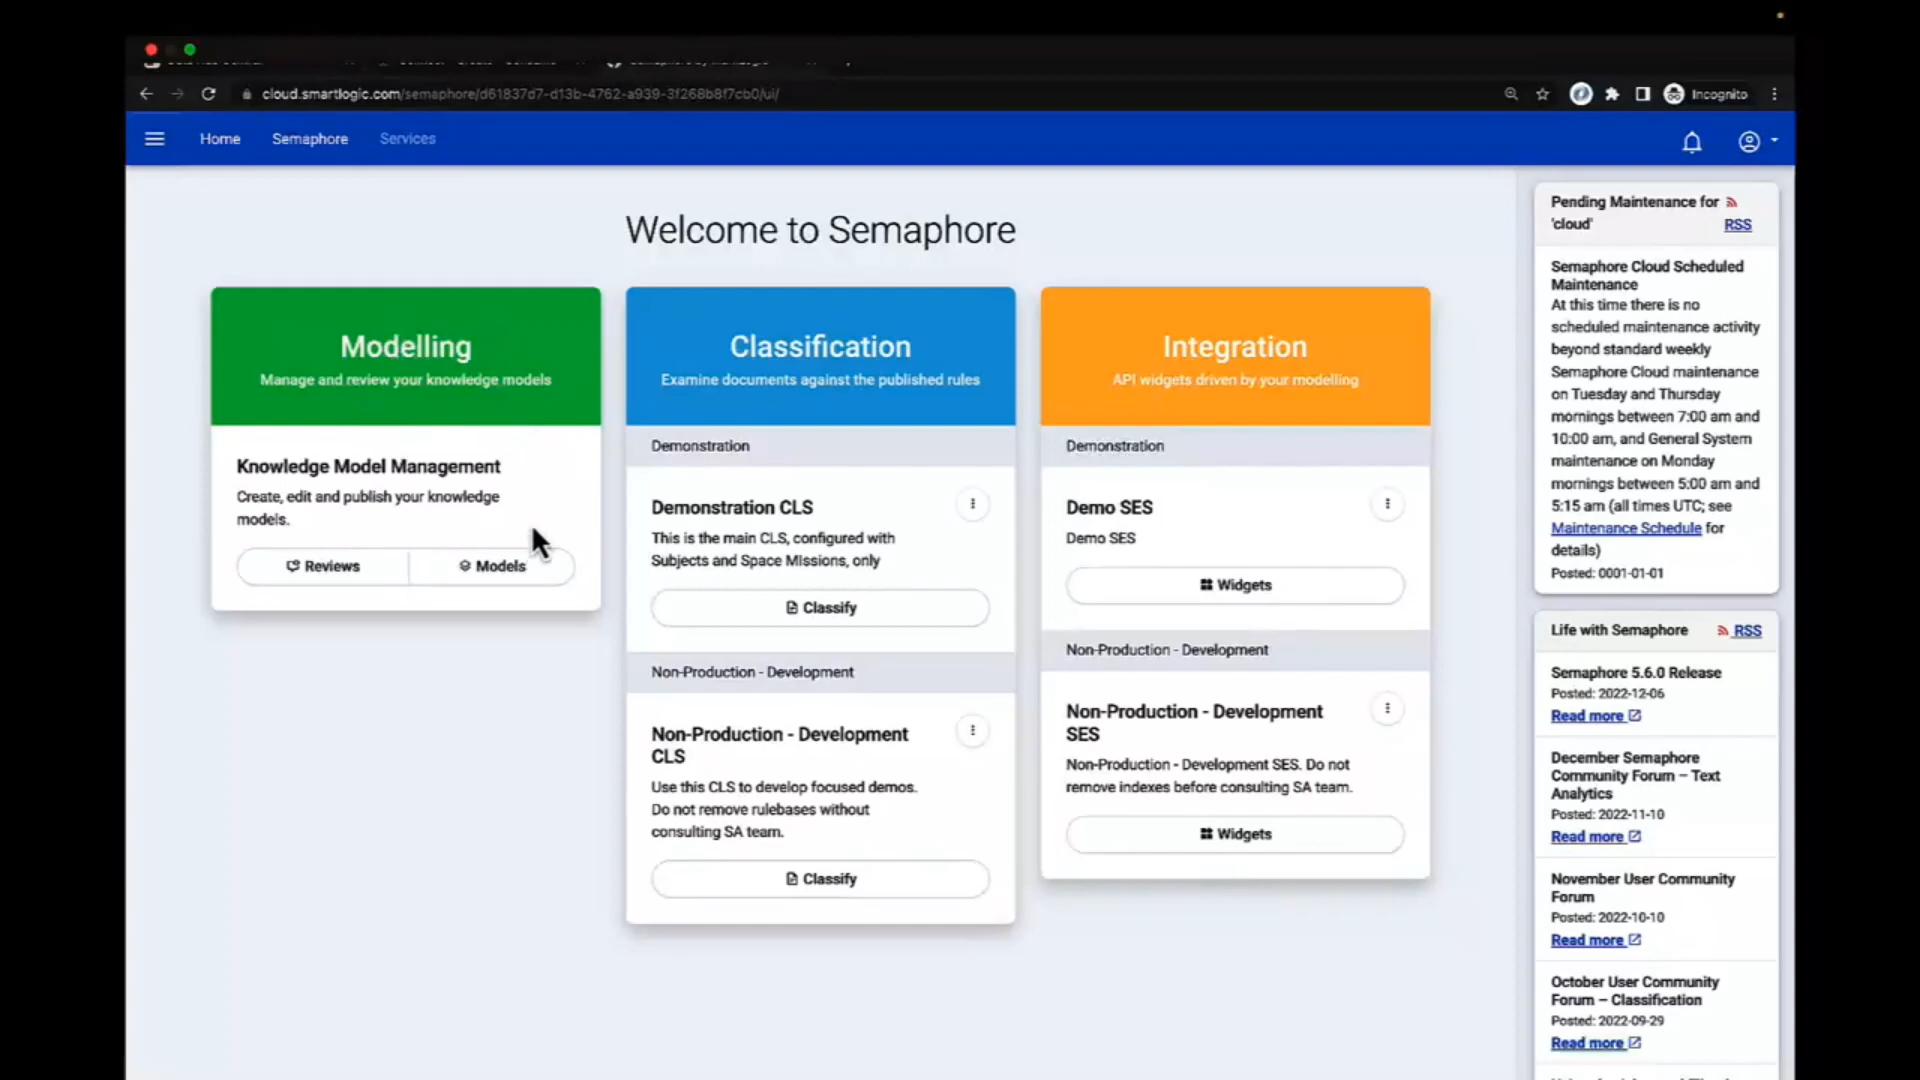 cloud.smartlogic.com/semaphore/d61837d7-d13b-4762-a939-3f268b8f7cb0/ui/
Incognito
Home
Semaphore
Services
Welcome to Semaphore
Modelling
Manage and review your knowledge models
Knowledge Model Management
Create, edit and publish your knowledge
models.
Reviews
Models
Classification
Examine documents against the published rules
Demonstration
Demonstration CLS
This is the main CLS, configured with
Subjects and Space MIssions, only
Classify
Non-Production - Development
Non-Production - Development
CLS
Use this CLS to develop focused demos.
Do not remove rulebases without
consulting SA team.
Classify
Integration
API widgets driven by your modelling
Demonstration
Demo SES
Demo SES
Widgets
Non-Production - Development
Non-Production - Development
SES
Non-Production - Development SES. Do not
remove indexes before consulting SA team.
Widgets
Pending Maintenance for
'cloud'
RSS
Semaphore Cloud Scheduled
Maintenance
At this time there is no
scheduled maintenance activity
beyond standard weekly
Semaphore Cloud maintenance
on Tuesday and Thursday
mornings between 7:00 am and
10:00 am, and General System
maintenance on Monday
mornings between 5:00 am and
5:15 am (all times UTC; see
Maintenance Schedule for
details)
Posted: 0001-01-01
Life with Semaphore
RSS
Semaphore 5.6.0 Release
Posted: 2022-12-06
Read more
December Semaphore
Community Forum – Text
Analytics
Posted: 2022-11-10
Read more
November User Community
Forum
Posted: 2022-10-10
Read more
October User Community
Forum – Classification
Posted: 2022-09-29
Read more